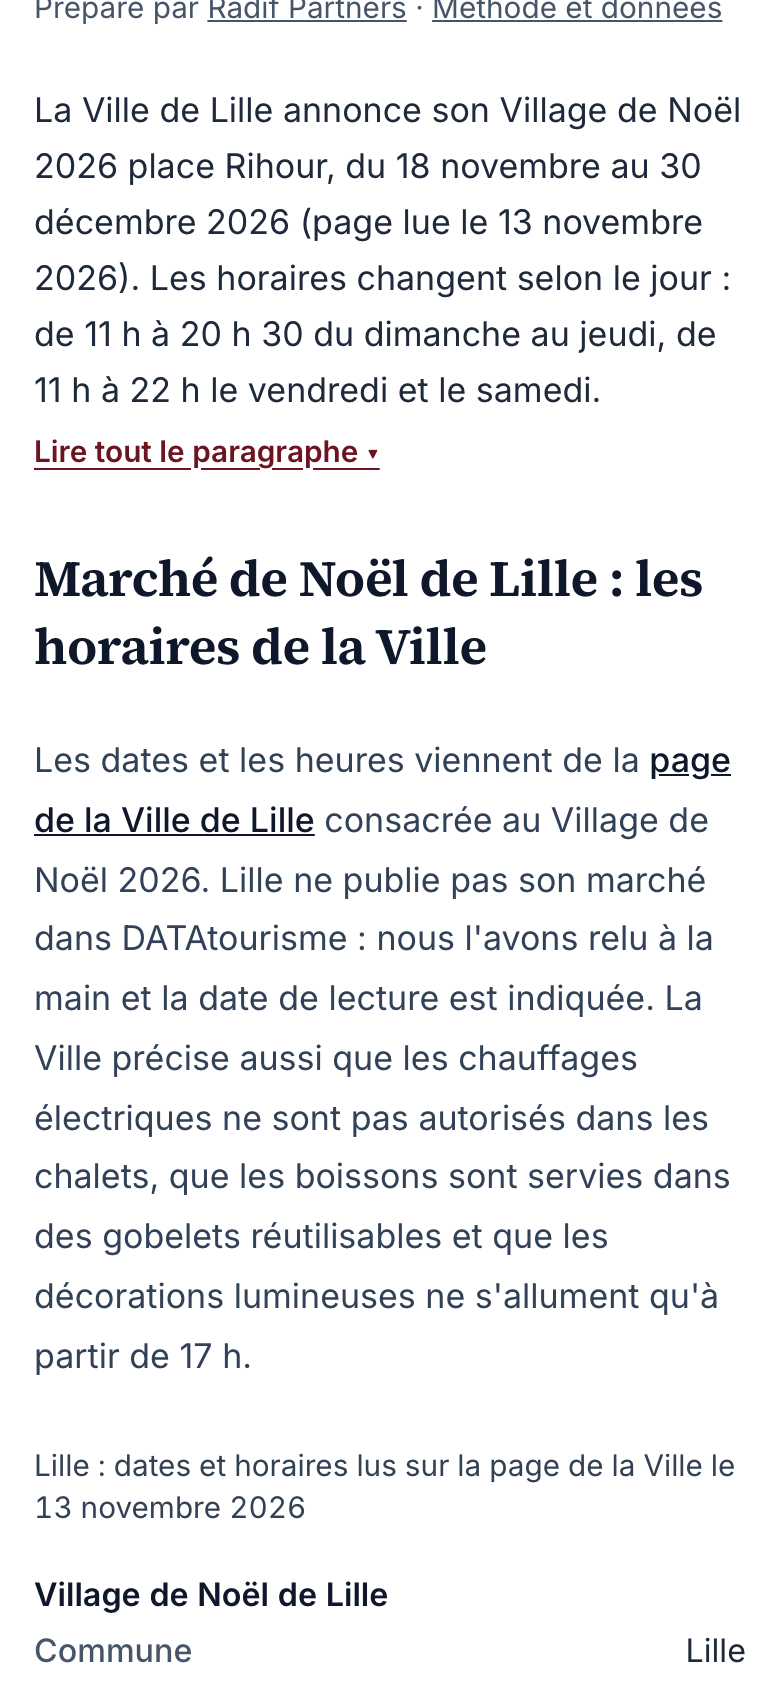 Préparé par Radif Partners · Méthode et données
La Ville de Lille annonce son Village de Noël
2026 place Rihour, du 18 novembre au 30
décembre 2026 (page lue le 13 novembre
2026). Les horaires changent selon le jour :
de 11 h à 20 h 30 du dimanche au jeudi, de
11 h à 22 h le vendredi et le samedi.
Lire tout le paragraphe ▾
Marché de Noël de Lille : les
horaires de la Ville
Les dates et les heures viennent de la page
de la Ville de Lille consacrée au Village de
Noël 2026. Lille ne publie pas son marché
dans DATAtourisme : nous l'avons relu à la
main et la date de lecture est indiquée. La
Ville précise aussi que les chauffages
électriques ne sont pas autorisés dans les
chalets, que les boissons sont servies dans
des gobelets réutilisables et que les
décorations lumineuses ne s'allument qu'à
partir de 17 h.
Lille : dates et horaires lus sur la page de la Ville le
13 novembre 2026
Village de Noël de Lille
Commune Lille